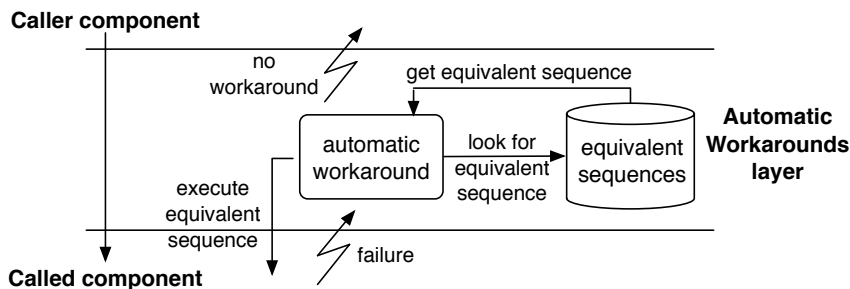 Caller component
no
workaround
get equivalent sequence
automatic
workaround
look for
equivalent
sequence
equivalent
sequences
Automatic
Workarounds
layer
execute
equivalent
sequence
failure
Called component